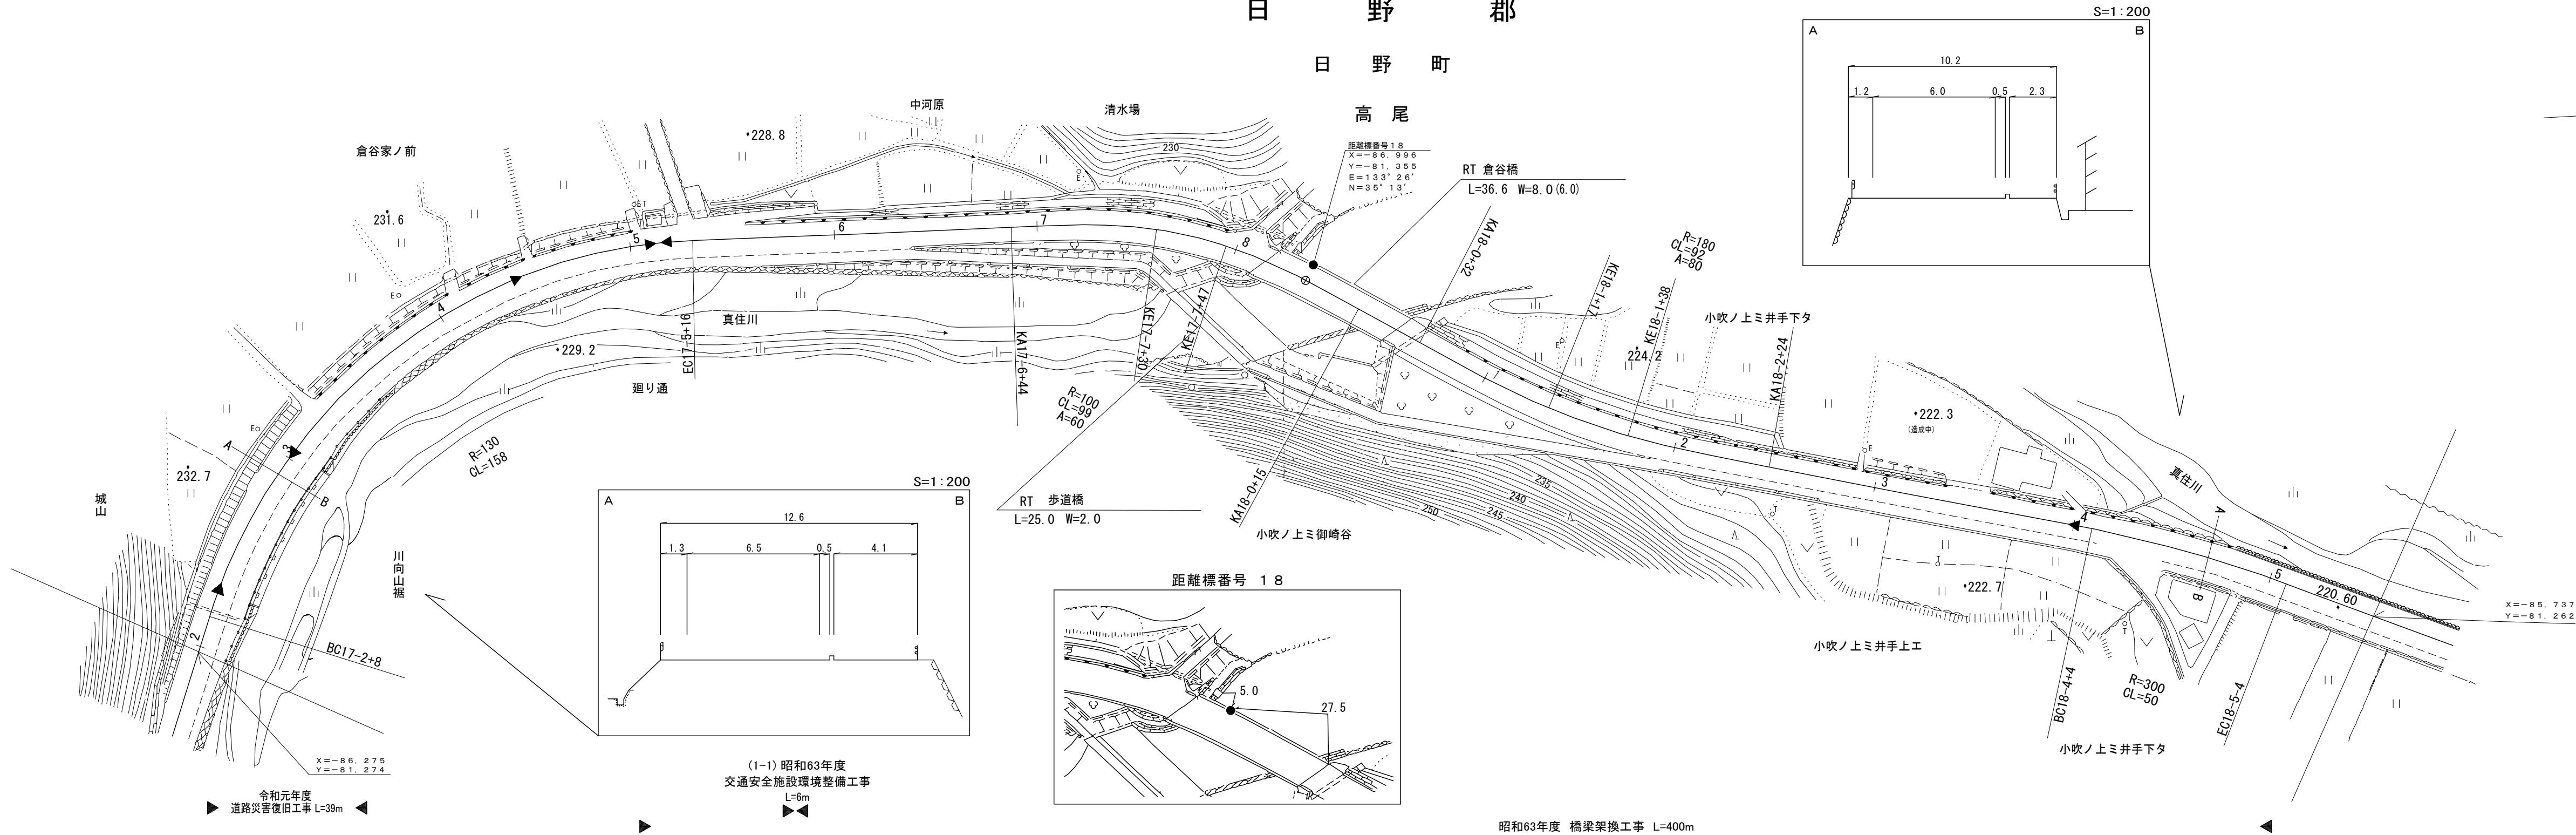 日 野 郡
日 野 町
高 尾
S=1:200
A
B
10.2
1.2
6.0
0.5
2.3
中河原
清水場
倉谷家ノ前
228.8
230
距離標番号18
X=-86, 996
Y=-81, 355
E=133°26′
N=35°13′
RT 倉谷橋
L=36.6 W=8.0(6.0)
231.6
E
ET
E
5
6
7
8
KA18-0+32
KE18-1+17
R=180
CL=92
A=80
KE18-1+38
小吹ノ上ミ井手下タ
KA18-2+24
E
224.2
222.3
(造成中)
E
4
真住川
229.2
廻り通
EC17-5+16
KA17-6+44
KE17-7+30
KE17-7+47
R=100
CL=99
A=60
1
2
3
4
5
真住川
A
B
E
3
A
B
232.7
城山
R=130
CL=158
川向山裾
2
BC17-2+8
S=1:200
A
B
12.6
1.3
6.5
0.5
4.1
RT 歩道橋
L=25.0 W=2.0
KA18-0+15
小吹ノ上ミ御崎谷
235
240
245
250
T
T
222.7
T
220.60
X=-85, 737
Y=-81, 262
小吹ノ上ミ井手上エ
BC18-4+4
R=300
CL=50
EC18-5-4
小吹ノ上ミ井手下タ
距離標番号 18
5.0
27.5
X=-86, 275
Y=-81, 274
令和元年度
道路災害復旧工事 L=39m
(1-1) 昭和63年度
交通安全施設環境整備工事
L=6m
昭和63年度 橋梁架換工事 L=400m